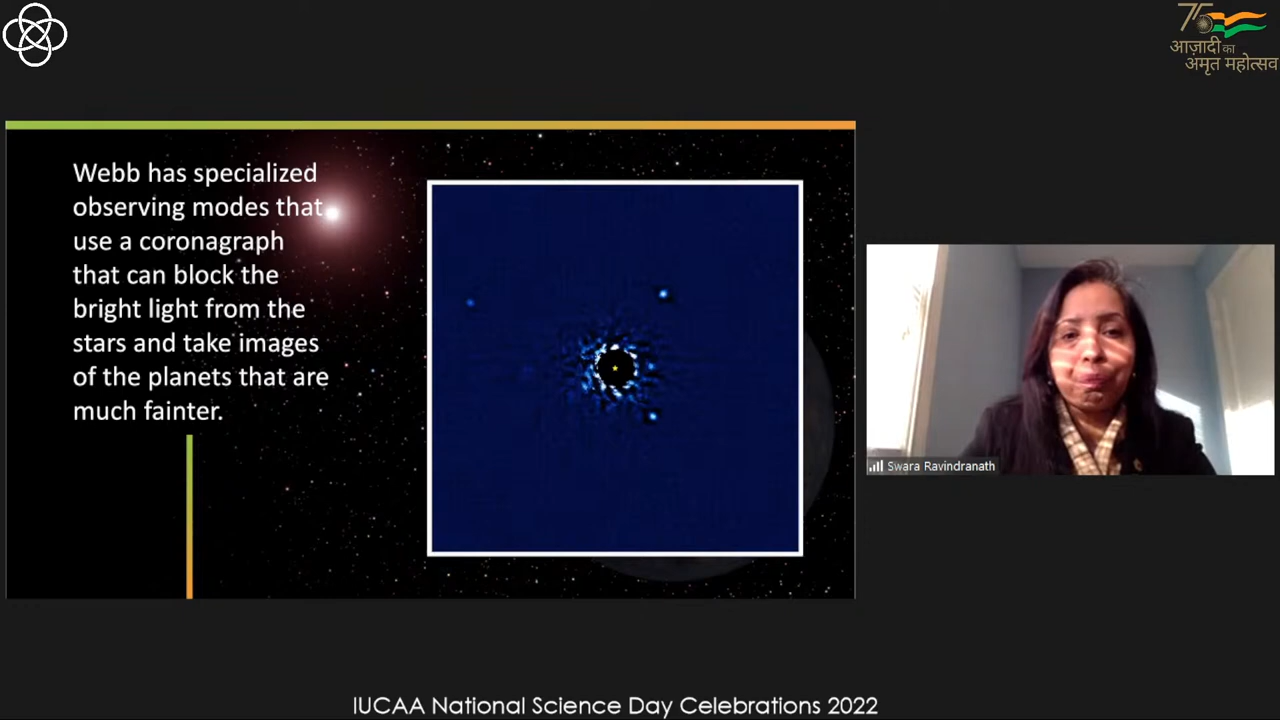 75
आज़ादी का
अमृत महोत्सव
Webb has specialized
observing modes that
use a coronagraph
that can block the
bright light from the
stars and take images
of the planets that are
much fainter.
Swara Ravindranath
IUCAA National Science Day Celebrations 2022